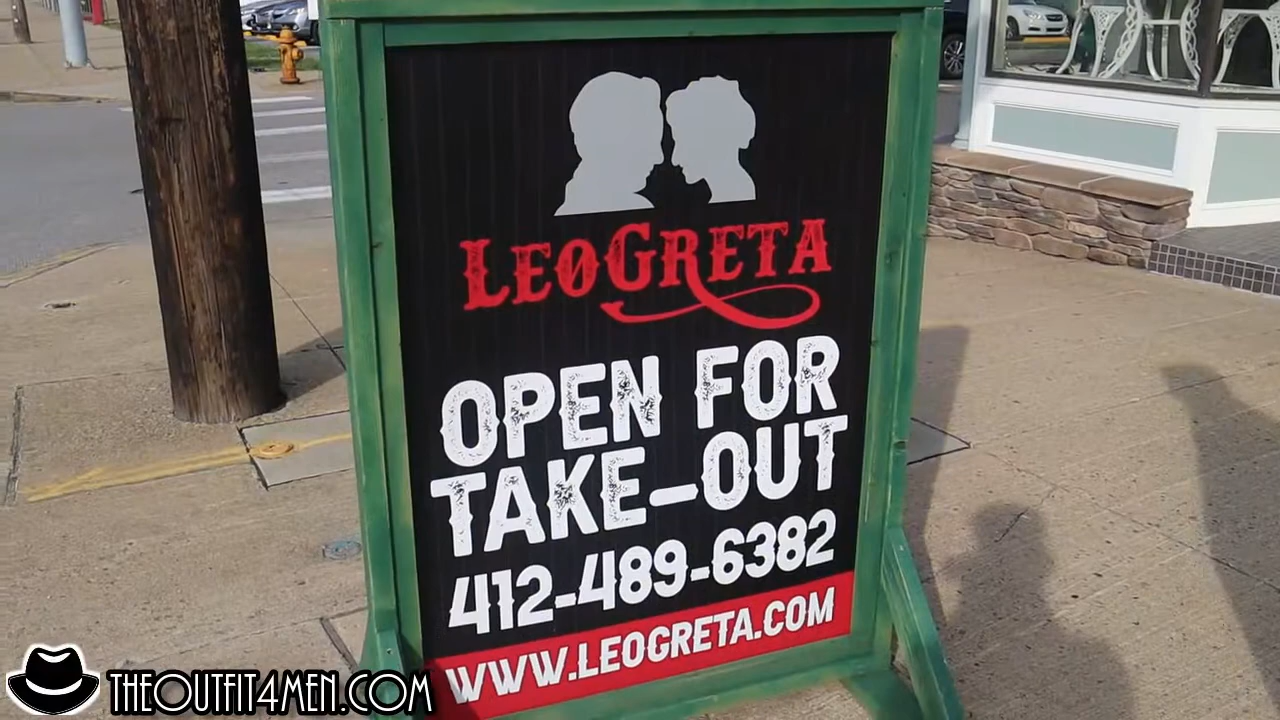 LEOGRETA
OPEN FOR
TAKE-OUT
412-489-6382
WWW.LEOGRETA.COM
THEOUTFIT4MEN.COM